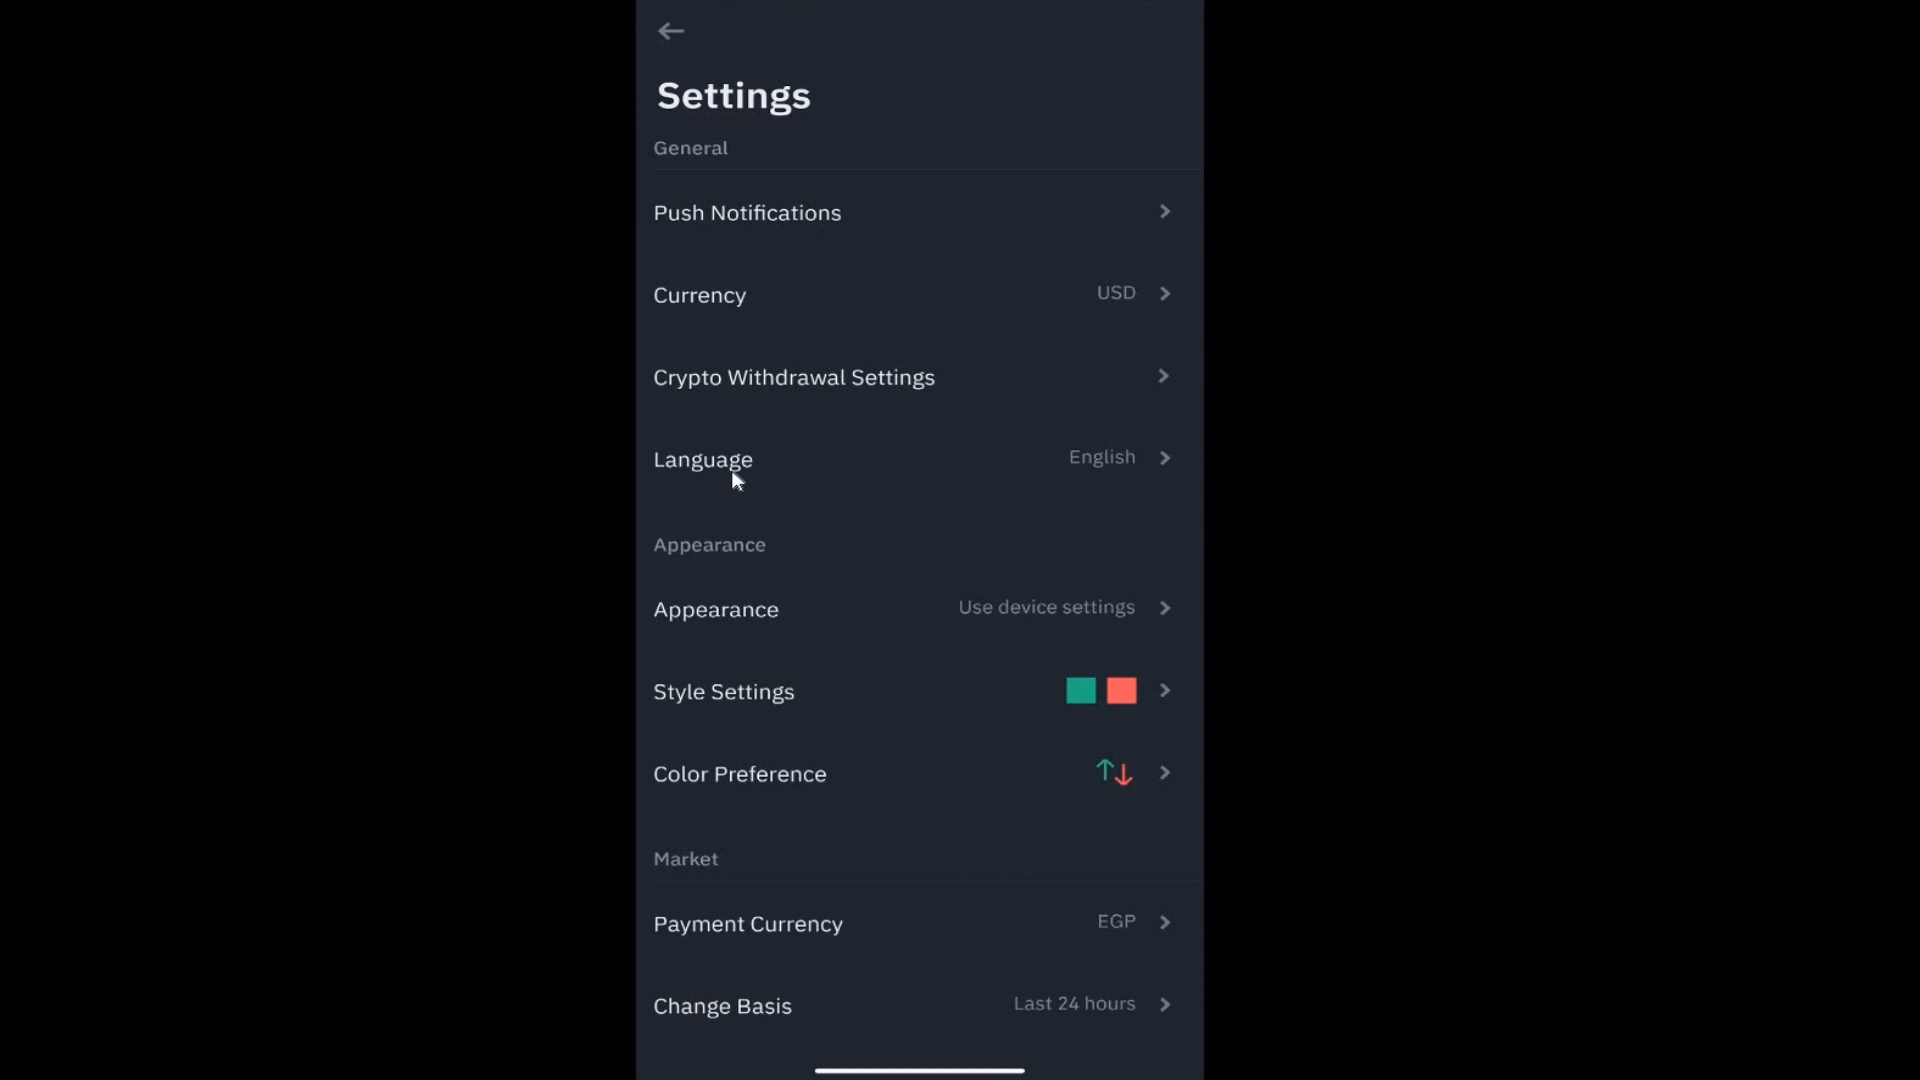 Settings
General
Push Notifications
Currency USD
Crypto Withdrawal Settings
Language English
Appearance
Appearance Use device settings
Style Settings
Color Preference
Market
Payment Currency EGP
Change Basis Last 24 hours